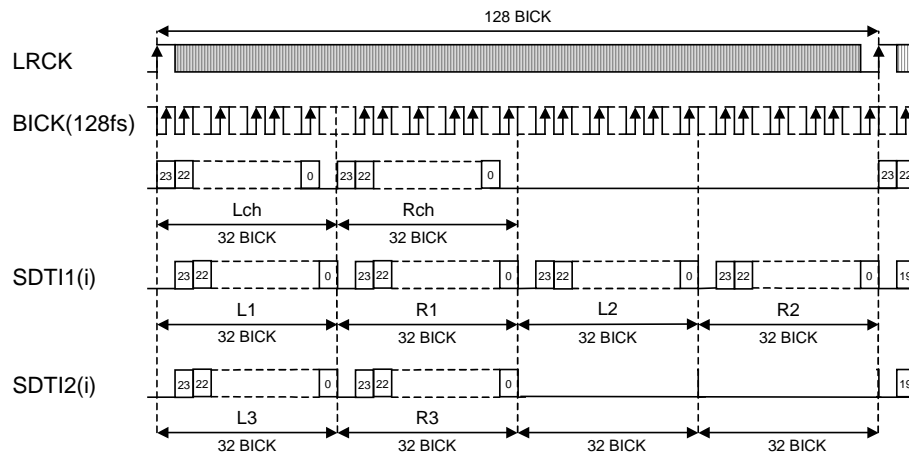 128 BICK
LRCK
BICK(128fs)
23 22 0 23 22 0 23 22
Lch Rch
32 BICK 32 BICK
SDTI1(i)
23 22 0 23 22 0 23 22 0 23 22 0 19
L1 R1 L2 R2
32 BICK 32 BICK 32 BICK 32 BICK
SDTI2(i)
23 22 0 23 22 0 19
L3 R3
32 BICK 32 BICK 32 BICK 32 BICK